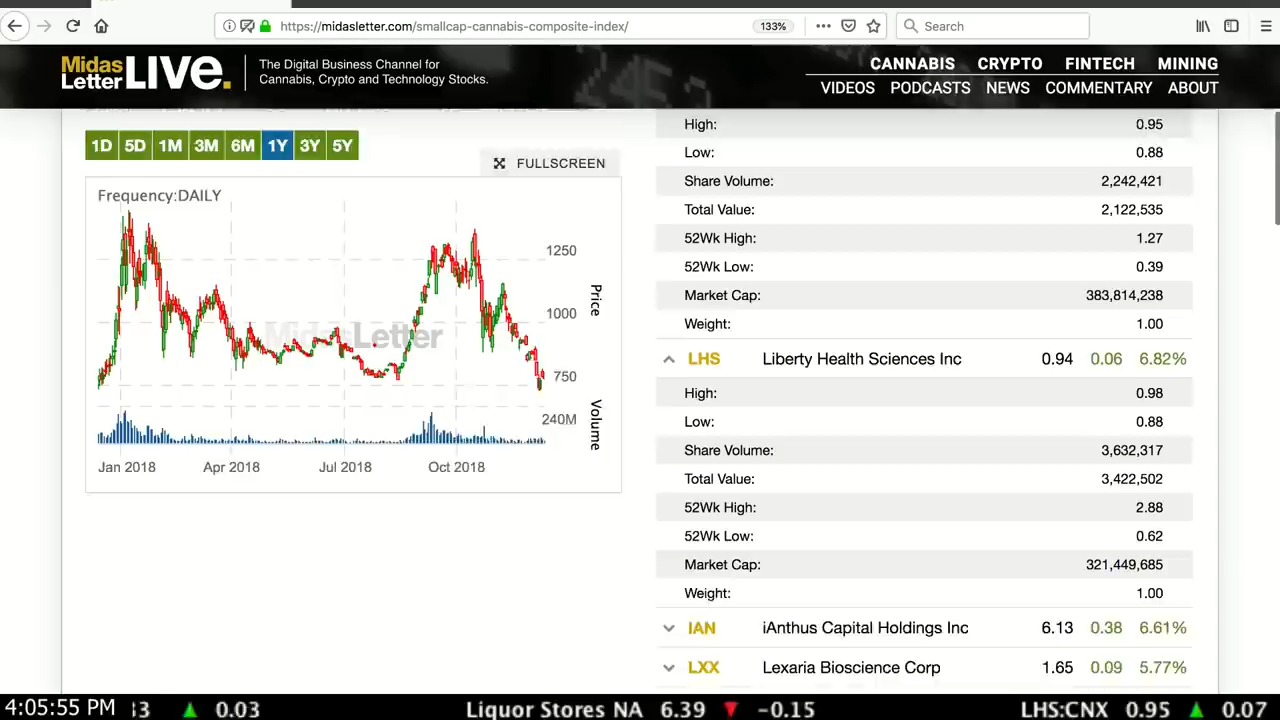 https://midasletter.com/smallcap-cannabis-composite-index/
133%
Search
Midas
Letter LIVE.
The Digital Business Channel for
Cannabis, Crypto and Technology Stocks.
CANNABIS CRYPTO FINTECH MINING
VIDEOS PODCASTS NEWS COMMENTARY ABOUT
1D 5D 1M 3M 6M 1Y 3Y 5Y
FULLSCREEN
Frequency:DAILY
1250
1000
750
Price
MidasLetter
240M
Volume
Jan 2018 Apr 2018 Jul 2018 Oct 2018
High: 0.95
Low: 0.88
Share Volume: 2,242,421
Total Value: 2,122,535
52Wk High: 1.27
52Wk Low: 0.39
Market Cap: 383,814,238
Weight: 1.00
LHS Liberty Health Sciences Inc 0.94 0.06 6.82%
High: 0.98
Low: 0.88
Share Volume: 3,632,317
Total Value: 3,422,502
52Wk High: 2.88
52Wk Low: 0.62
Market Cap: 321,449,685
Weight: 1.00
IAN iAnthus Capital Holdings Inc 6.13 0.38 6.61%
LXX Lexaria Bioscience Corp 1.65 0.09 5.77%
4:05:55 PM 0.03 Liquor Stores NA 6.39 -0.15 LHS:CNX 0.95 0.07